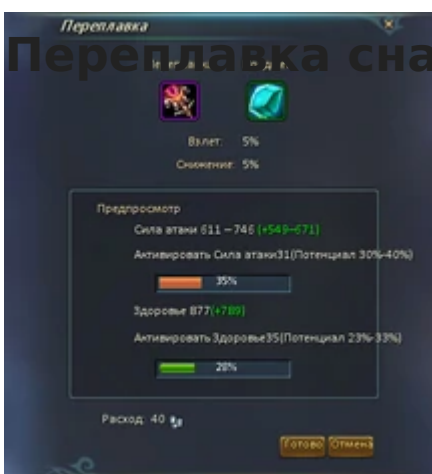 Переплавка
Переплавка сна
Взлет: 5%
Снижение: 5%
Предпросмотр
Сила атаки 611−746 (+549−671)
Активировать Сила атаки31(Потенциал 30%-40%)
35%
Здоровье 877(+789)
Активировать Здоровье35(Потенциал 23%-33%)
28%
Расход: 40
Готово Отмена